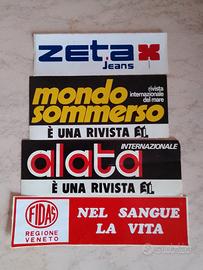 zetax
jeans
mondo
sommerso
rivista
internazionale
del mare
È UNA RIVISTA
alata
INTERNAZIONALE
È UNA RIVISTA
FIDAS
REGIONE
VENETO
NEL SANGUE
LA VITA